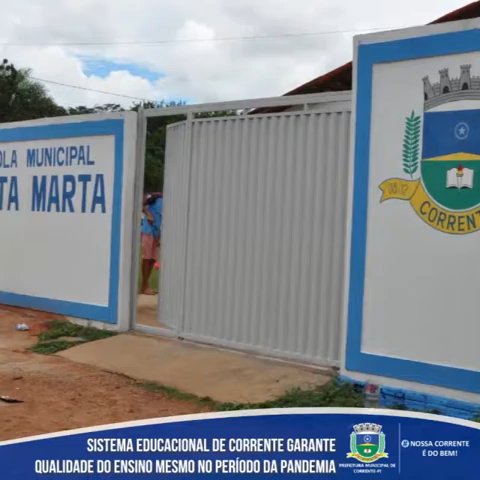 OLA MUNICIPAL
TA MARTA
CORRENTE
SISTEMA EDUCACIONAL DE CORRENTE GARANTE
QUALIDADE DO ENSINO MESMO NO PERÍODO DA PANDEMIA
PREFEITURA MUNICIPAL DE
CORRENTE-PI
@NOSSA CORRENTE
É DO BEM!